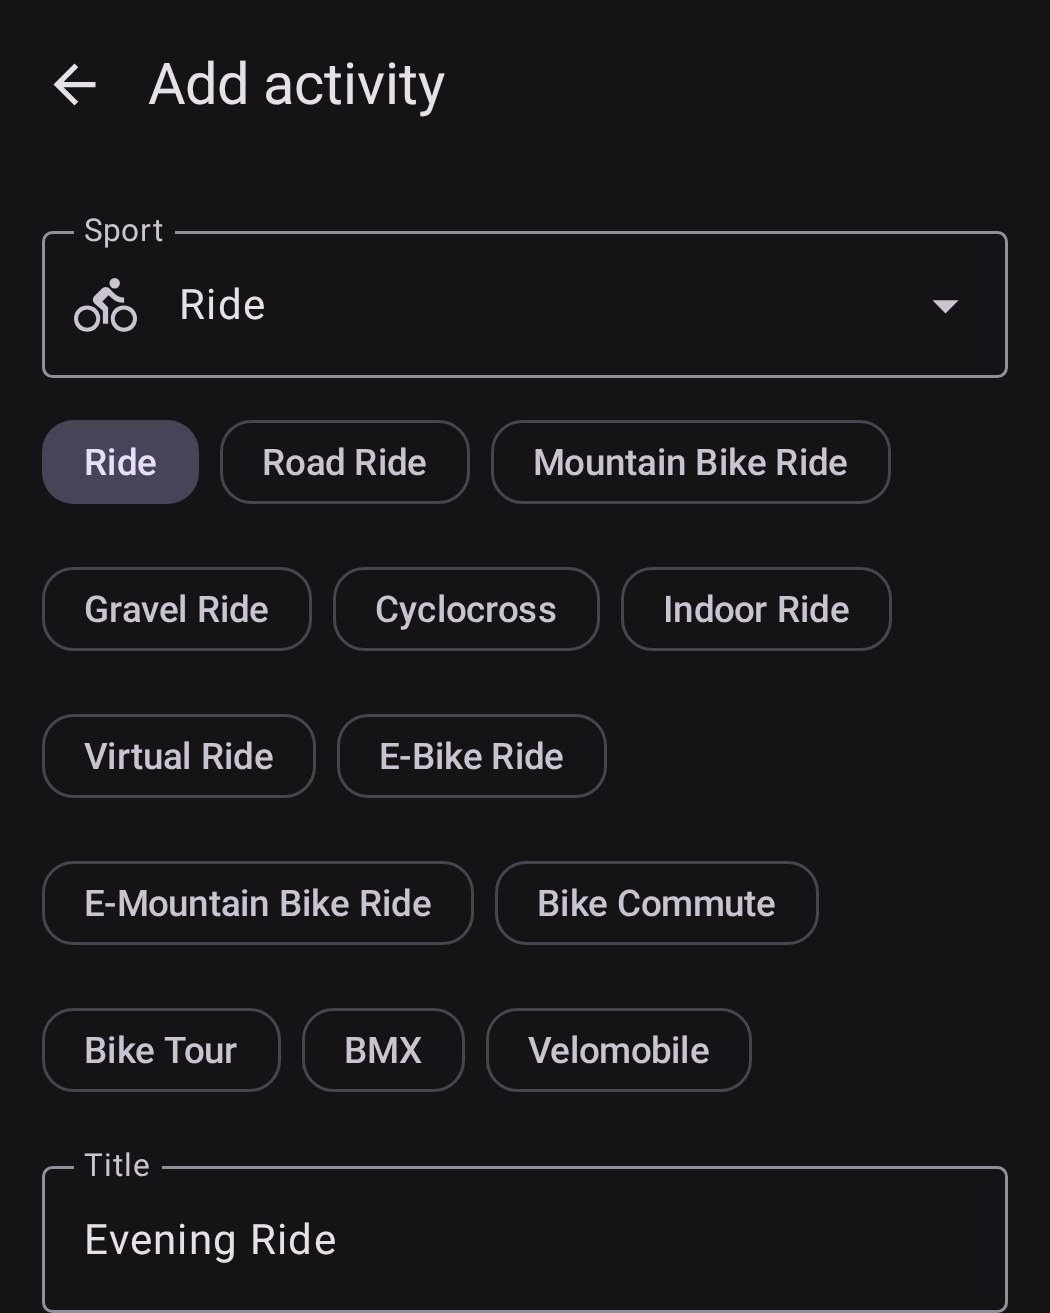 Add activity
Sport
Ride
Ride Road Ride Mountain Bike Ride
Gravel Ride Cyclocross Indoor Ride
Virtual Ride E-Bike Ride
E-Mountain Bike Ride Bike Commute
Bike Tour BMX Velomobile
Title
Evening Ride